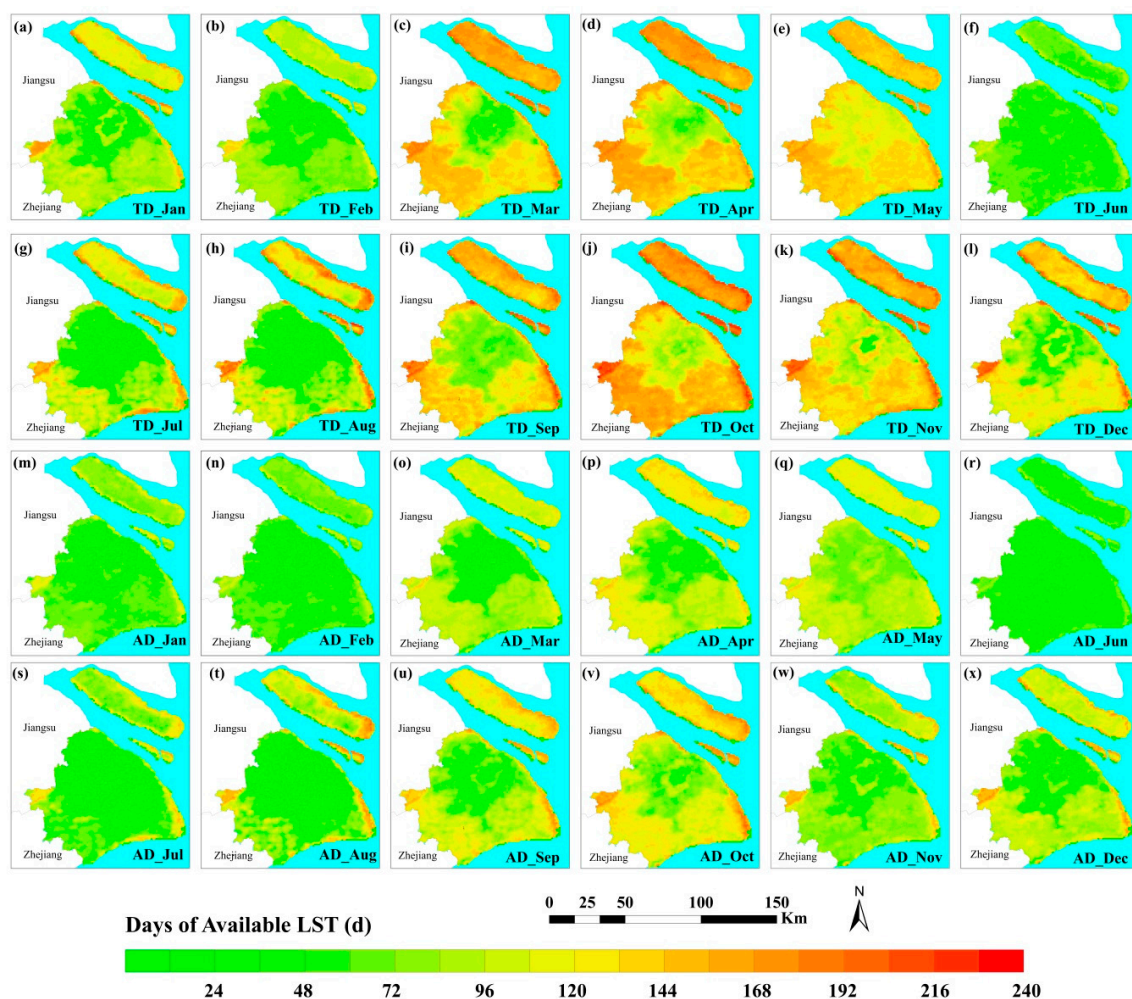 (a) (b) (c) (d) (e) (f)
Jiangsu Jiangsu Jiangsu Jiangsu Jiangsu Jiangsu
Zhejiang Zhejiang Zhejiang Zhejiang Zhejiang Zhejiang
TD_Jan TD_Feb TD_Mar TD_Apr TD_May TD_Jun
(g) (h) (i) (j) (k) (l)
Jiangsu Jiangsu Jiangsu Jiangsu Jiangsu Jiangsu
Zhejiang Zhejiang Zhejiang Zhejiang Zhejiang Zhejiang
TD_Jul TD_Aug TD_Sep TD_Oct TD_Nov TD_Dec
(m) (n) (o) (p) (q) (r)
Jiangsu Jiangsu Jiangsu Jiangsu Jiangsu Jiangsu
Zhejiang Zhejiang Zhejiang Zhejiang Zhejiang Zhejiang
AD_Jan AD_Feb AD_Mar AD_Apr AD_May AD_Jun
(s) (t) (u) (v) (w) (x)
Jiangsu Jiangsu Jiangsu Jiangsu Jiangsu Jiangsu
Zhejiang Zhejiang Zhejiang Zhejiang Zhejiang Zhejiang
AD_Jul AD_Aug AD_Sep AD_Oct AD_Nov AD_Dec
0 25 50 100 150
Km
N
Days of Available LST (d)
24 48 72 96 120 144 168 192 216 240